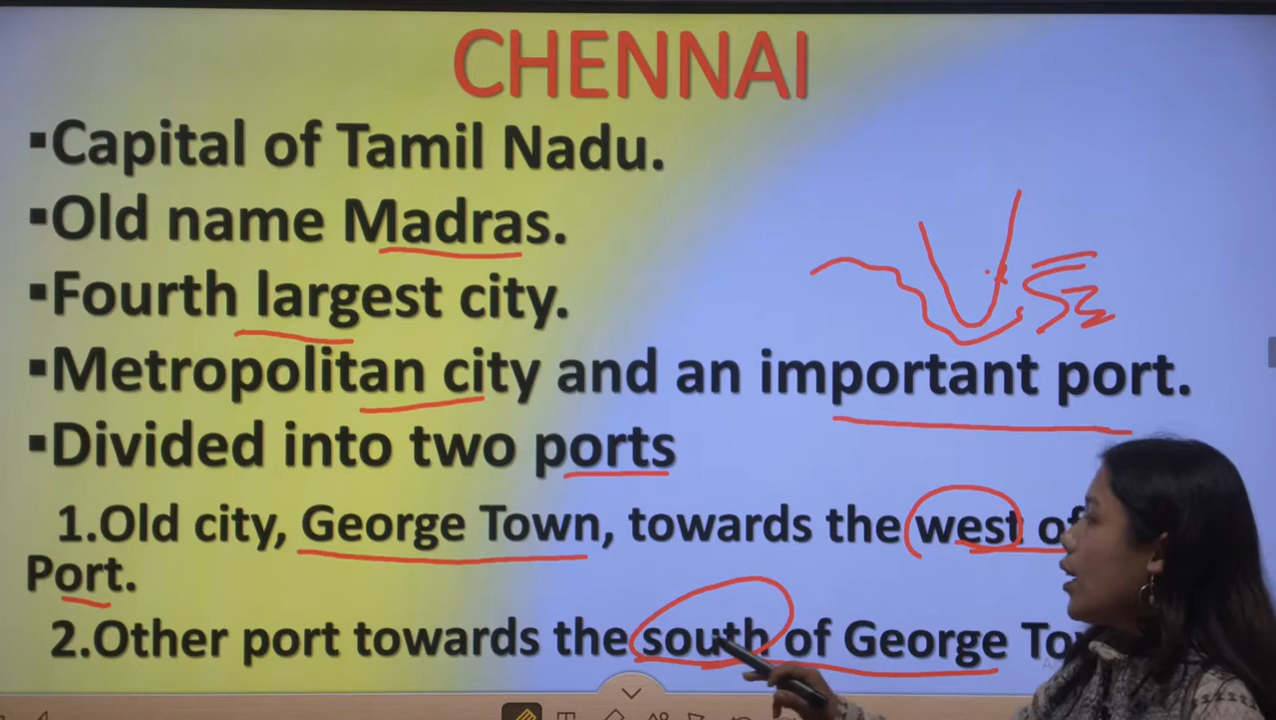 CHENNAI
▪Capital of Tamil Nadu.
▪Old name Madras.
▪Fourth largest city.
▪Metropolitan city and an important port.
▪Divided into two ports
1.Old city, George Town, towards the west of
Port.
2.Other port towards the south of George To